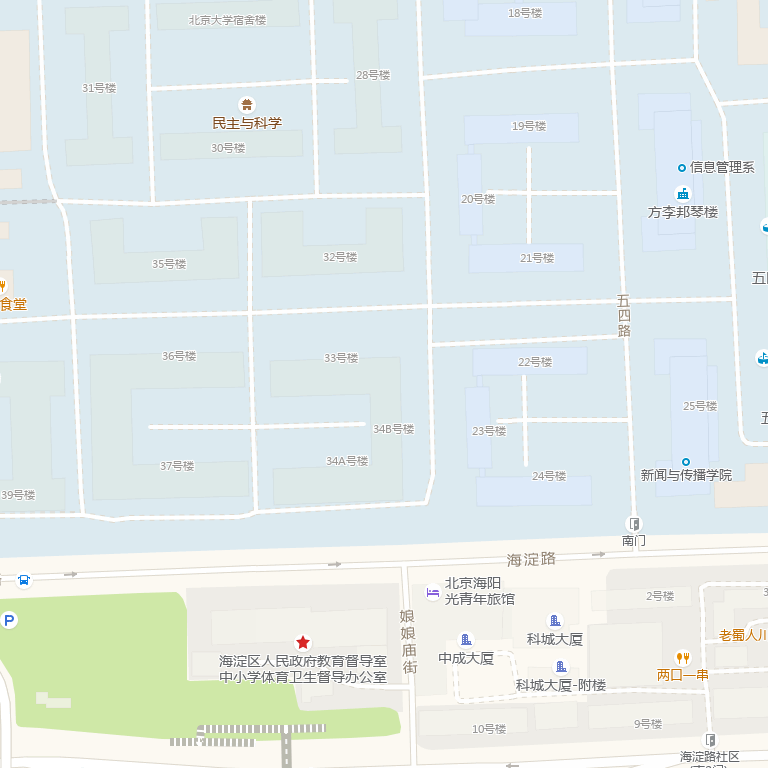 18号楼
北京大学宿舍楼
28号楼
31号楼
民主与科学
19号楼
30号楼
信息管理系
20号楼
方李邦琴楼
32号楼
21号楼
35号楼
食堂
五四路
36号楼
33号楼
22号楼
25号楼
34B号楼
23号楼
34A号楼
37号楼
24号楼
新闻与传播学院
39号楼
南门
海淀路
北京海阳
光青年旅馆
2号楼
娘娘庙街
科城大厦
老蜀人川
中成大厦
海淀区人民政府教育督导室
中小学体育卫生督导办公室
两口一串
科城大厦-附楼
9号楼
10号楼
海淀路社区
P